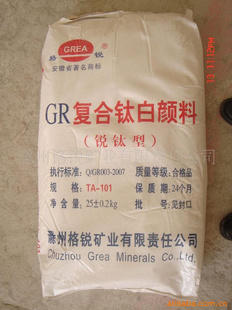 格 GREA 锐
安徽省著名商标
GR复合钛白颜料
(锐钛型)
执行标准: Q/GR003-2007 质量等级: 合格品
规 格: TA-101 保 质 期: 24个月
净 含 量: 25±0.2kg 批 号: 见封口
滁州格锐矿业有限责任公司
Chuzhou Grea Minerals Co.,Ltd.